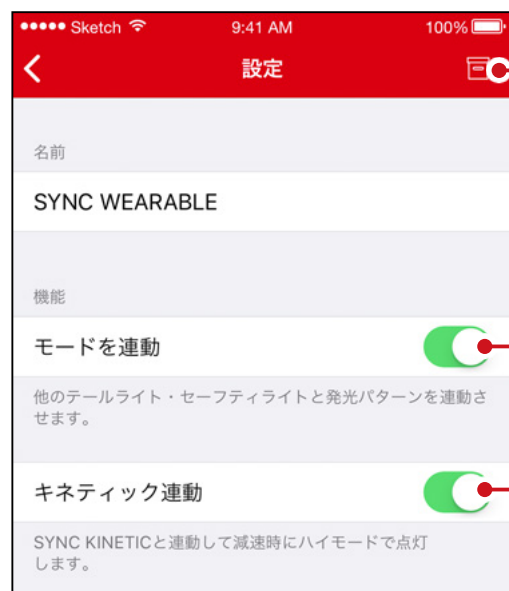 Sketch 9:41 AM 100%
設定
名前
SYNC WEARABLE
機能
モードを連動
他のテールライト・セーフティライトと発光パターンを連動さ
せます。
キネティック連動
SYNC KINETICと連動して減速時にハイモードで点灯
します。